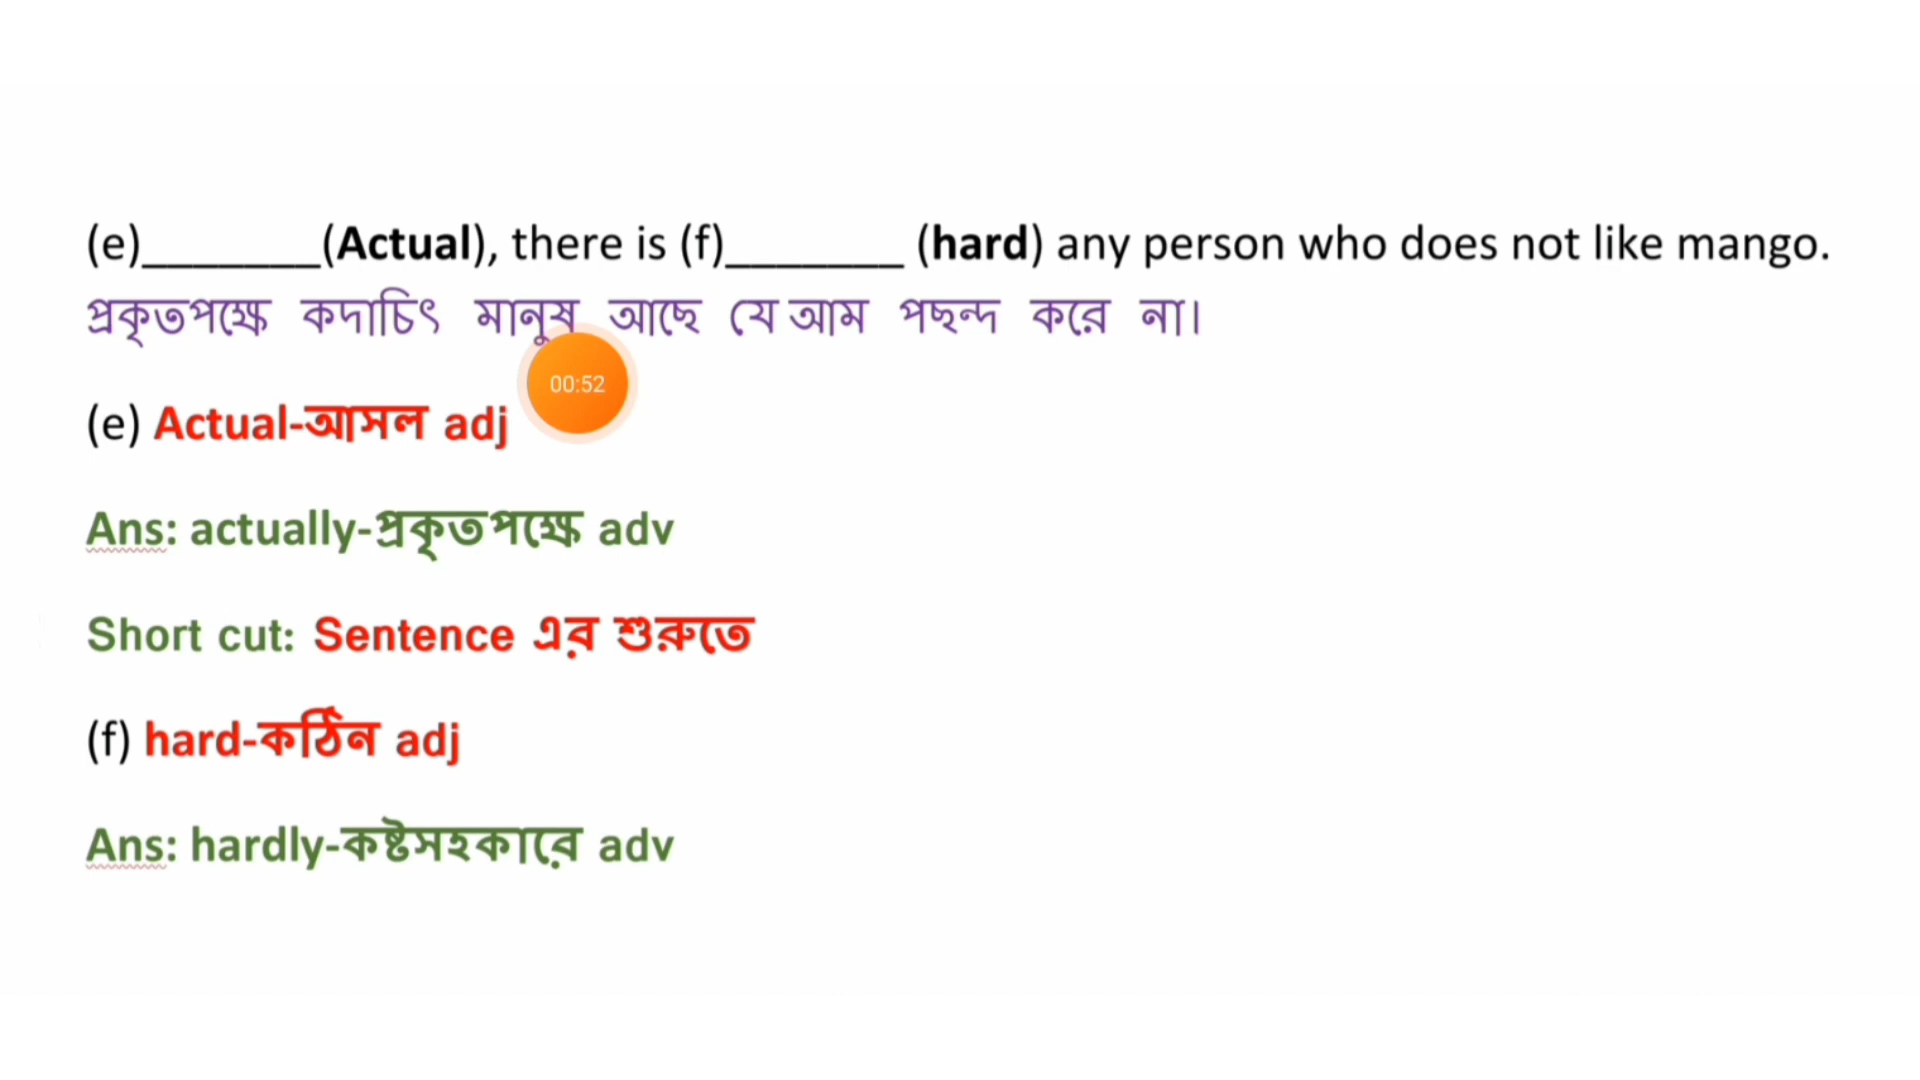 (e)_______(Actual), there is (f)_______ (hard) any person who does not like mango.
প্রকৃতপক্ষে কদাচিৎ মানুষ আছে যে আম পছন্দ করে না।
00:52
(e) Actual-আসল adj
Ans: actually-প্রকৃতপক্ষে adv
Short cut: Sentence এর শুরুতে
(f) hard-কঠিন adj
Ans: hardly-কষ্টসহকারে adv